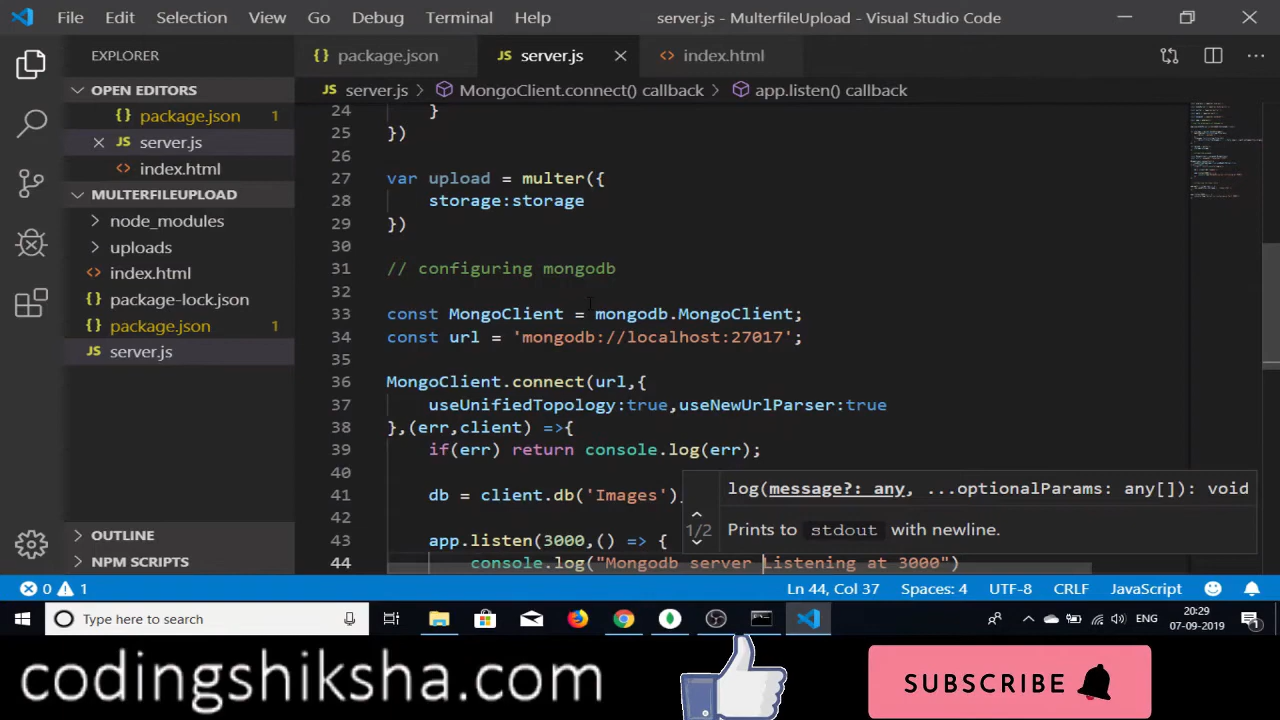 File Edit Selection View Go Debug Terminal Help server.js - MulterfileUpload - Visual Studio Code
EXPLORER
{} package.json JS server.js <> index.html
OPEN EDITORS
JS server.js > MongoClient.connect() callback > app.listen() callback
{} package.json 1
JS server.js
<> index.html
MULTERFILEUPLOAD
node_modules
uploads
<> index.html
{} package-lock.json
{} package.json 1
JS server.js
OUTLINE
NPM SCRIPTS
24 }
25 })
26
27 var upload = multer({
28 storage:storage
29 })
30
31 // configuring mongodb
32
33 const MongoClient = mongodb.MongoClient;
34 const url = 'mongodb://localhost:27017';
35
36 MongoClient.connect(url,{
37 useUnifiedTopology:true,useNewUrlParser:true
38 },(err,client) =>{
39 if(err) return console.log(err);
40
41 db = client.db('Images')
42
43 app.listen(3000,() => {
44 console.log("Mongodb server Listening at 3000")
log(message?: any, ...optionalParams: any[]): void
1/2 Prints to stdout with newline.
0 1 Ln 44, Col 37 Spaces: 4 UTF-8 CRLF JavaScript 1
Type here to search ENG 20:29
07-09-2019 1
codingshiksha.com
SUBSCRIBE